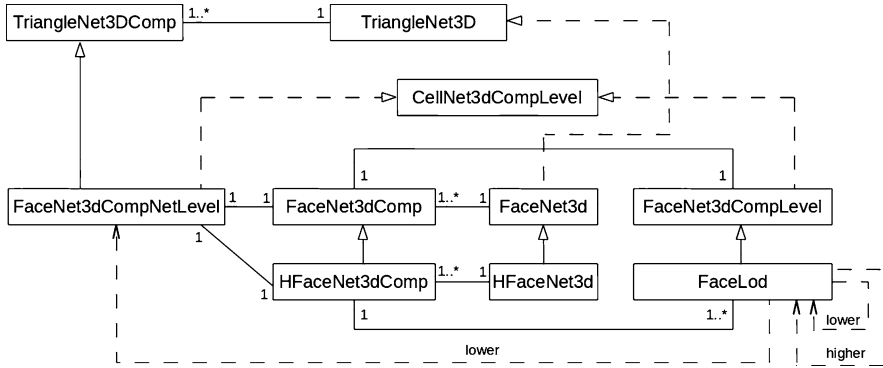 TriangleNet3DComp 1..* 1 TriangleNet3D
CellNet3dCompLevel
1 1
FaceNet3dCompNetLevel 1 1 FaceNet3dComp 1..* 1 FaceNet3d FaceNet3dCompLevel
1
1 HFaceNet3dComp 1..* 1 HFaceNet3d FaceLod
1 1..* lower
lower higher